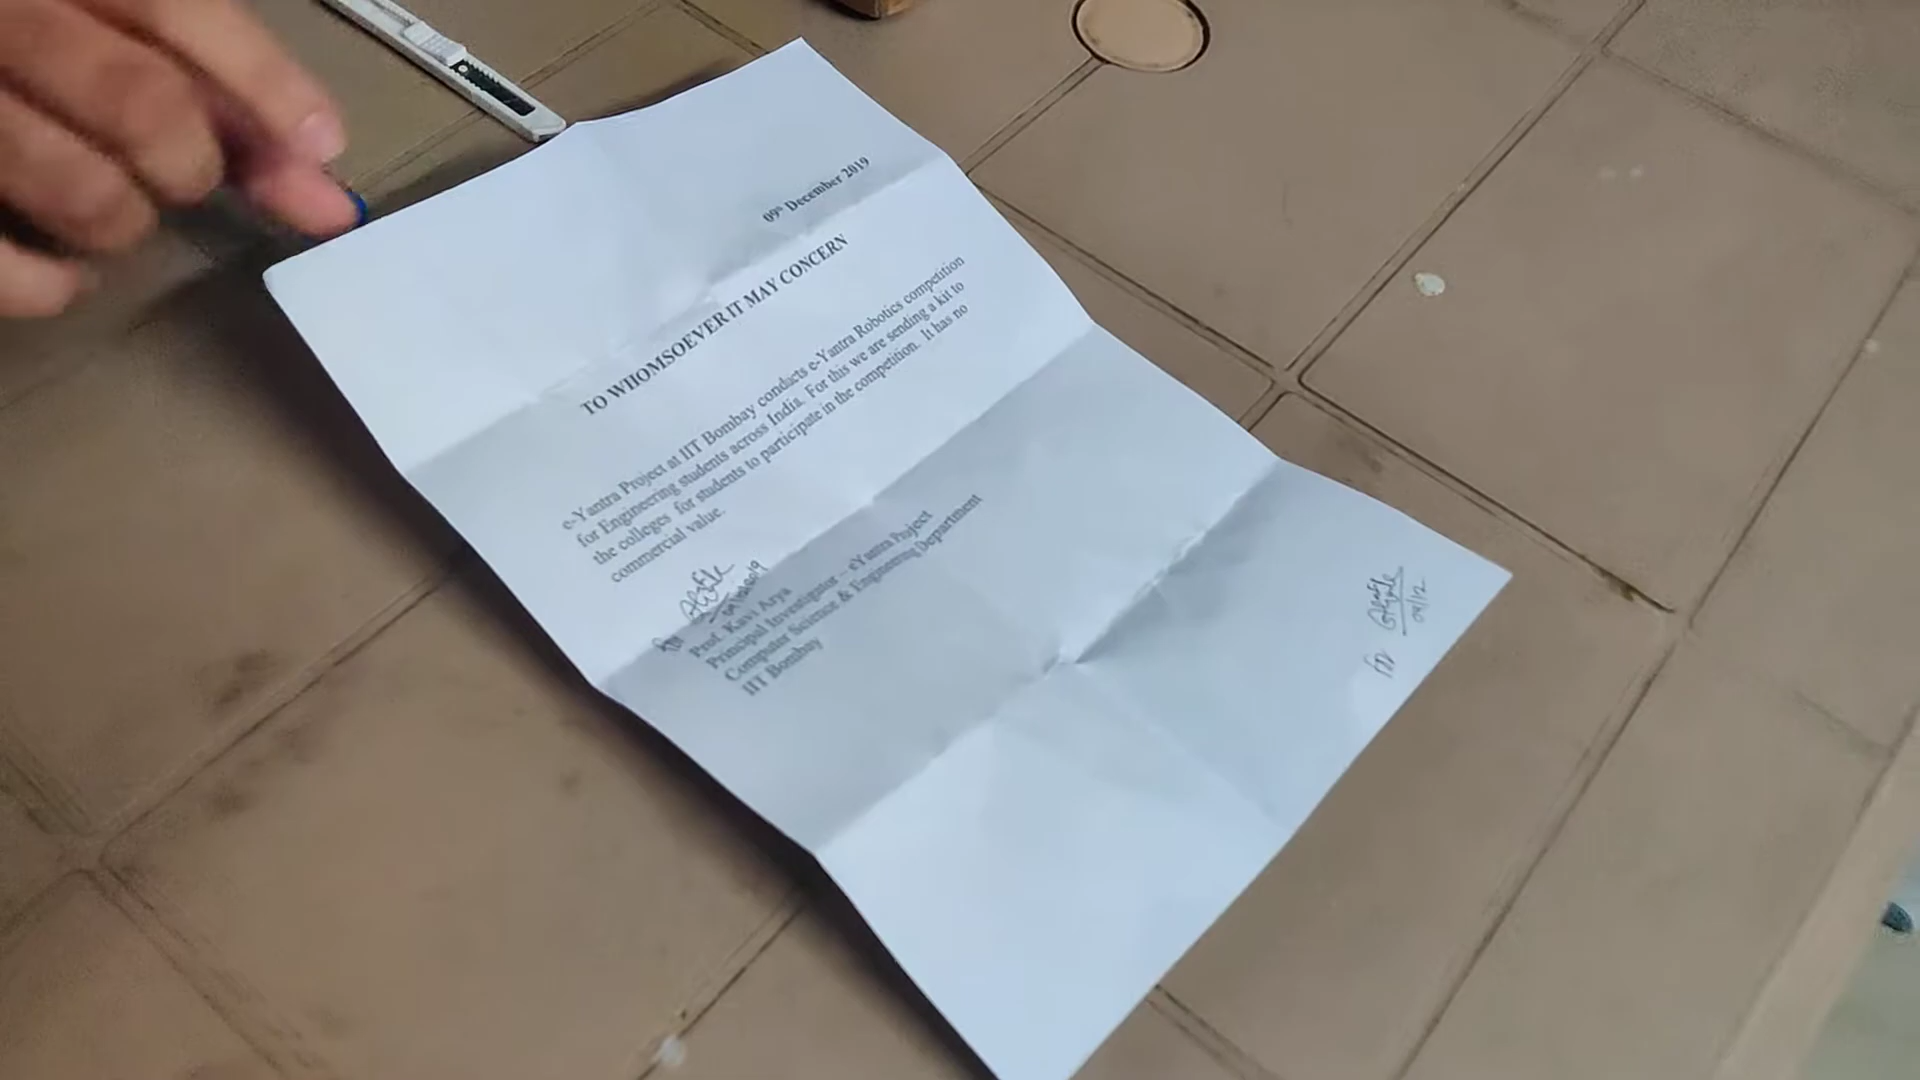 09th December 2019
TO WHOMSOEVER IT MAY CONCERN
e-Yantra Project at IIT Bombay conducts e-Yantra Robotics competition
for Engineering students across India. For this we are sending a kit to
the colleges for students to participate in the competition. It has no
commercial value.
Prof. Kavi Arya
Principal Investigator – eYantra Project
Computer Science & Engineering Department
IIT Bombay
09/12